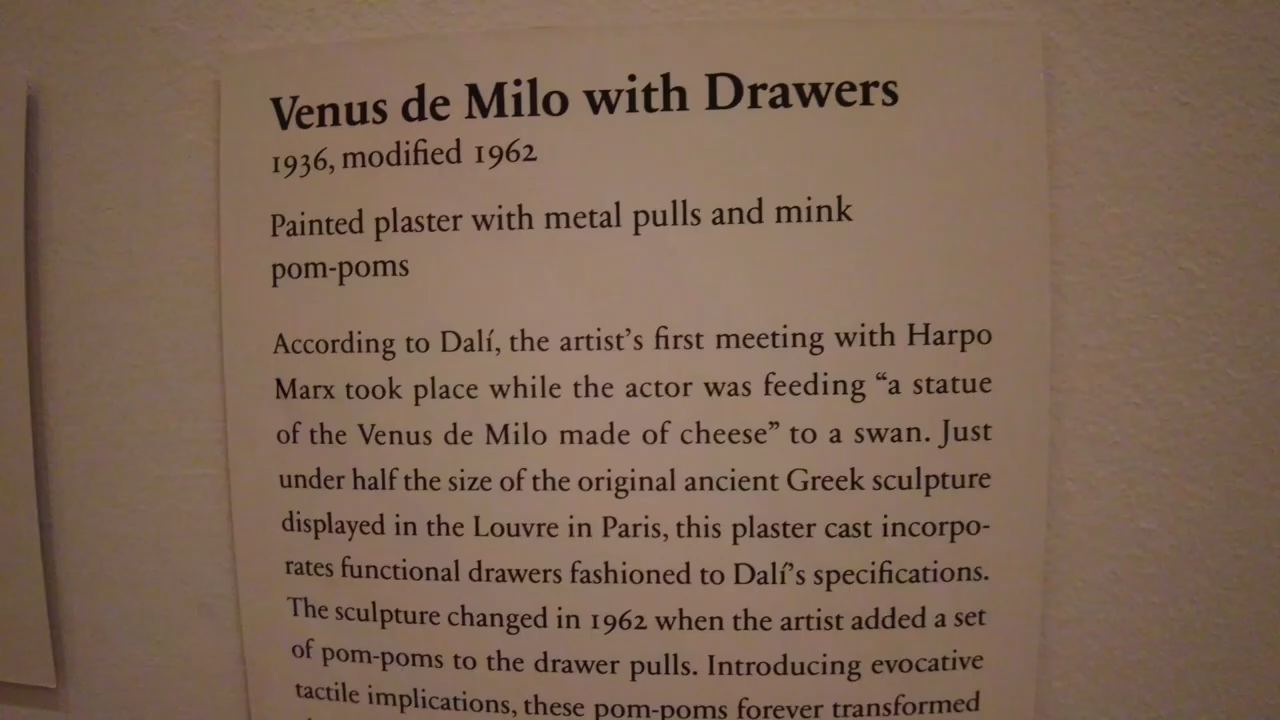 Venus de Milo with Drawers
1936, modified 1962
Painted plaster with metal pulls and mink
pom-poms
According to Dalí, the artist’s first meeting with Harpo
Marx took place while the actor was feeding “a statue
of the Venus de Milo made of cheese” to a swan. Just
under half the size of the original ancient Greek sculpture
displayed in the Louvre in Paris, this plaster cast incorpo-
rates functional drawers fashioned to Dalí’s specifications.
The sculpture changed in 1962 when the artist added a set
of pom-poms to the drawer pulls. Introducing evocative
tactile implications, these pom-poms forever transformed